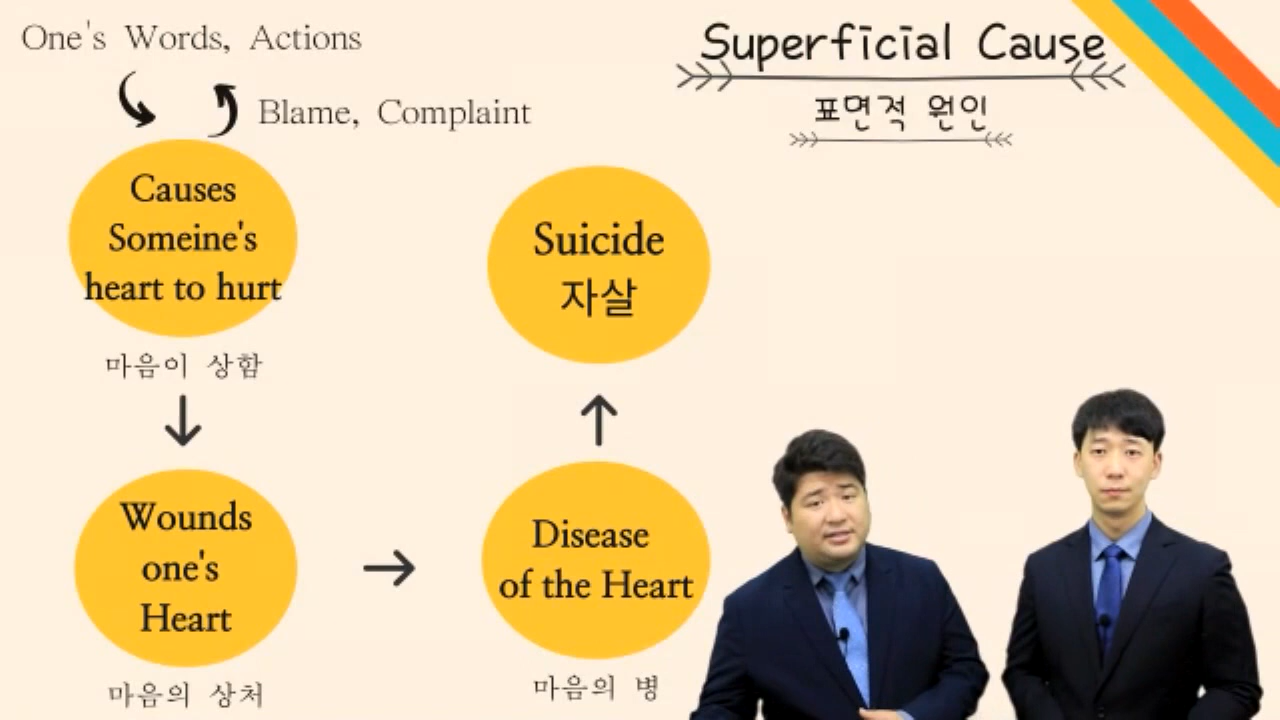 One's Words, Actions
Blame, Complaint
Superficial Cause
표면적 원인
Causes
Someine's
heart to hurt
마음이 상함
Wounds
one's
Heart
마음의 상처
Disease
of the Heart
마음의 병
Suicide
자살